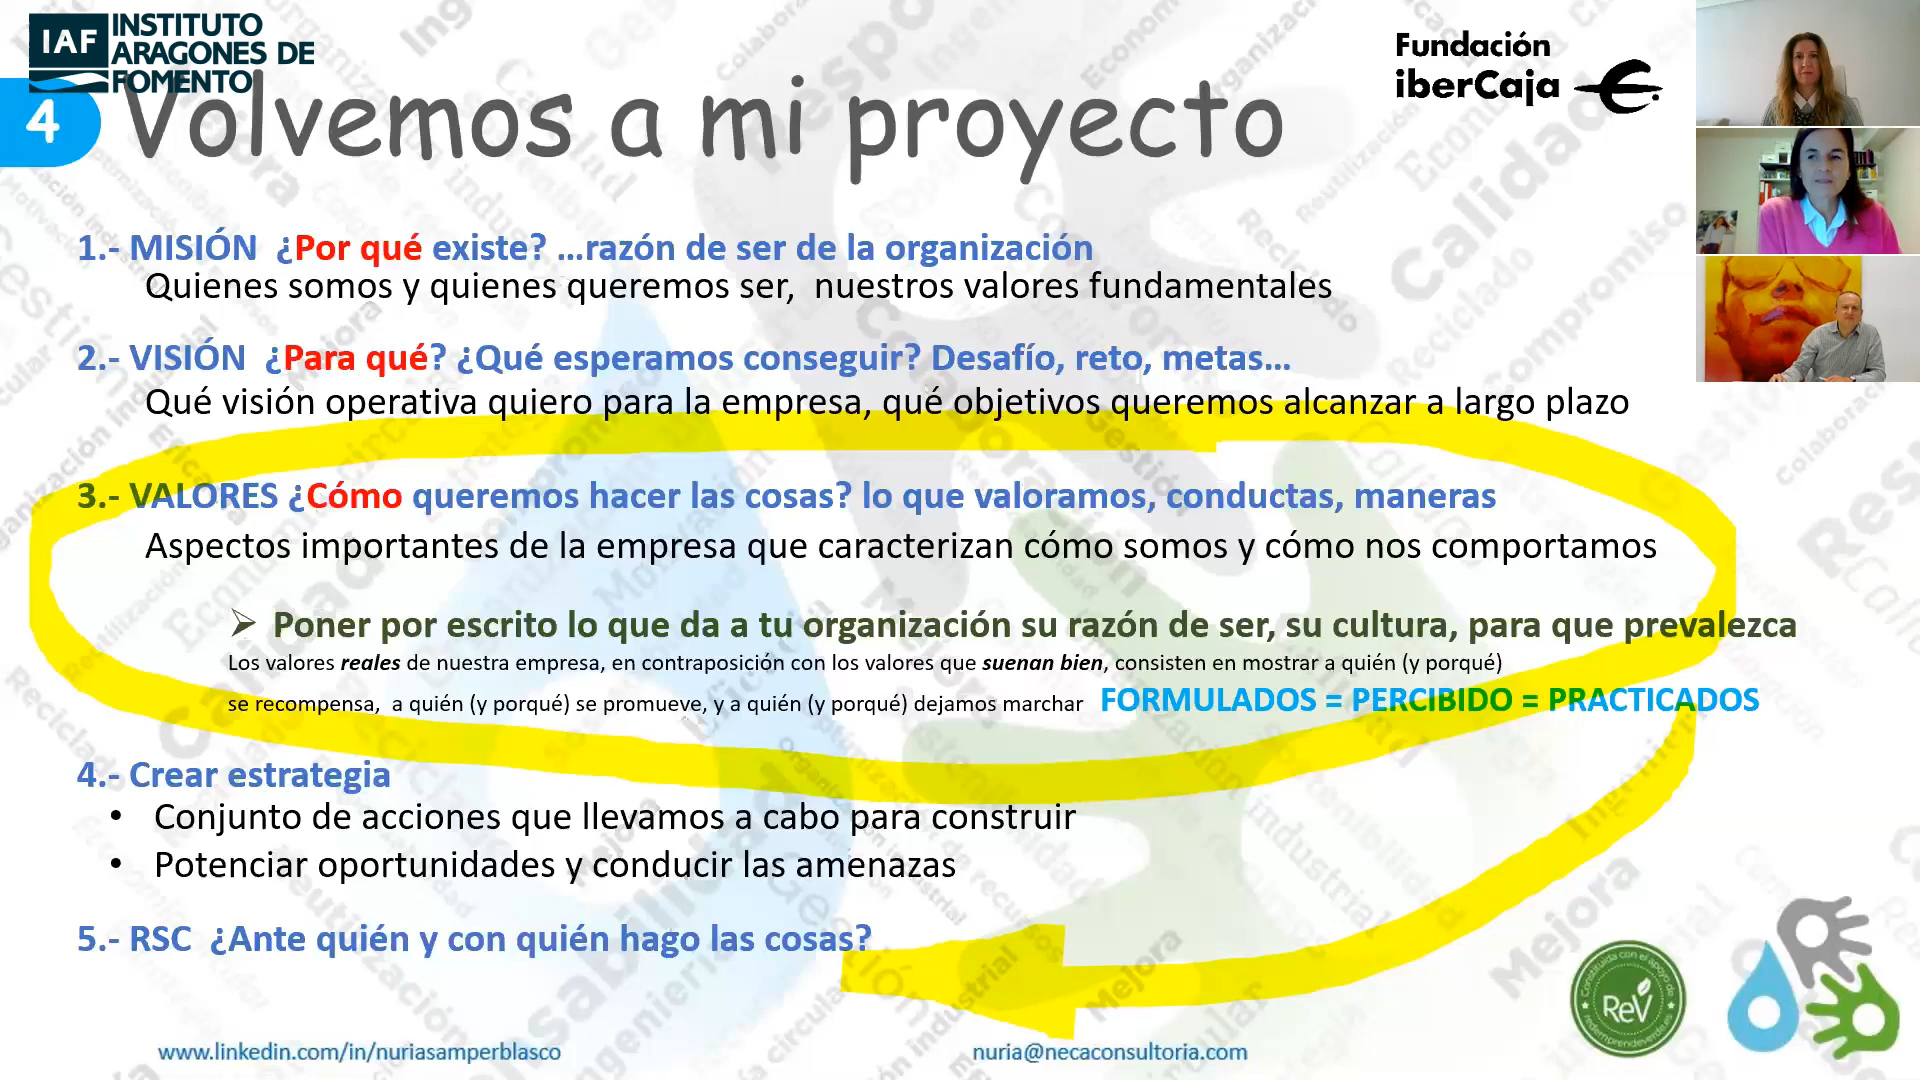 IAF INSTITUTO ARAGONES DE FOMENTO
Fundación
iberCaja
4 Volvemos a mi proyecto
1.- MISIÓN ¿Por qué existe? ...razón de ser de la organización
Quienes somos y quienes queremos ser, nuestros valores fundamentales
2.- VISIÓN ¿Para qué? ¿Qué esperamos conseguir? Desafío, reto, metas...
Qué visión operativa quiero para la empresa, qué objetivos queremos alcanzar a largo plazo
3.- VALORES ¿Cómo queremos hacer las cosas? lo que valoramos, conductas, maneras
Aspectos importantes de la empresa que caracterizan cómo somos y cómo nos comportamos
➢ Poner por escrito lo que da a tu organización su razón de ser, su cultura, para que prevalezca
Los valores reales de nuestra empresa, en contraposición con los valores que suenan bien, consisten en mostrar a quién (y porqué)
se recompensa, a quién (y porqué) se promueve, y a quién (y porqué) dejamos marchar FORMULADOS = PERCIBIDO = PRACTICADOS
4.- Crear estrategia
• Conjunto de acciones que llevamos a cabo para construir
• Potenciar oportunidades y conducir las amenazas
5.- RSC ¿Ante quién y con quién hago las cosas?
www.linkedin.com/in/nuriasamperblasco
nuria@necaconsultoria.com
Construida con el apoyo de
ReV
redemprendeverde.es